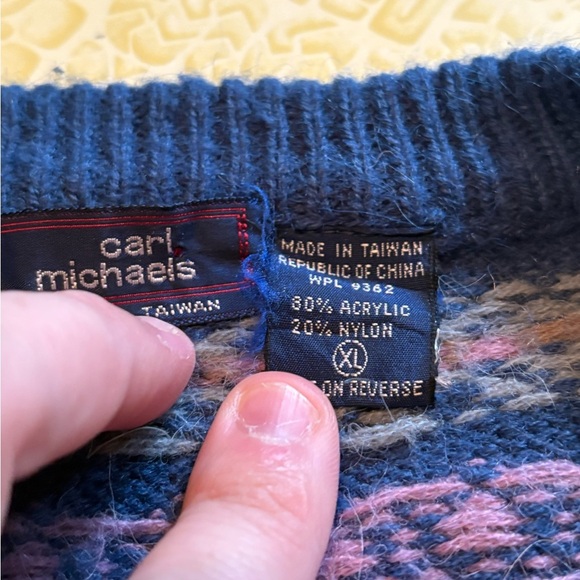 carl
michaels
TAIWAN
MADE IN TAIWAN
REPUBLIC OF CHINA
WPL 9362
80% ACRYLIC
20% NYLON
XL
ON REVERSE